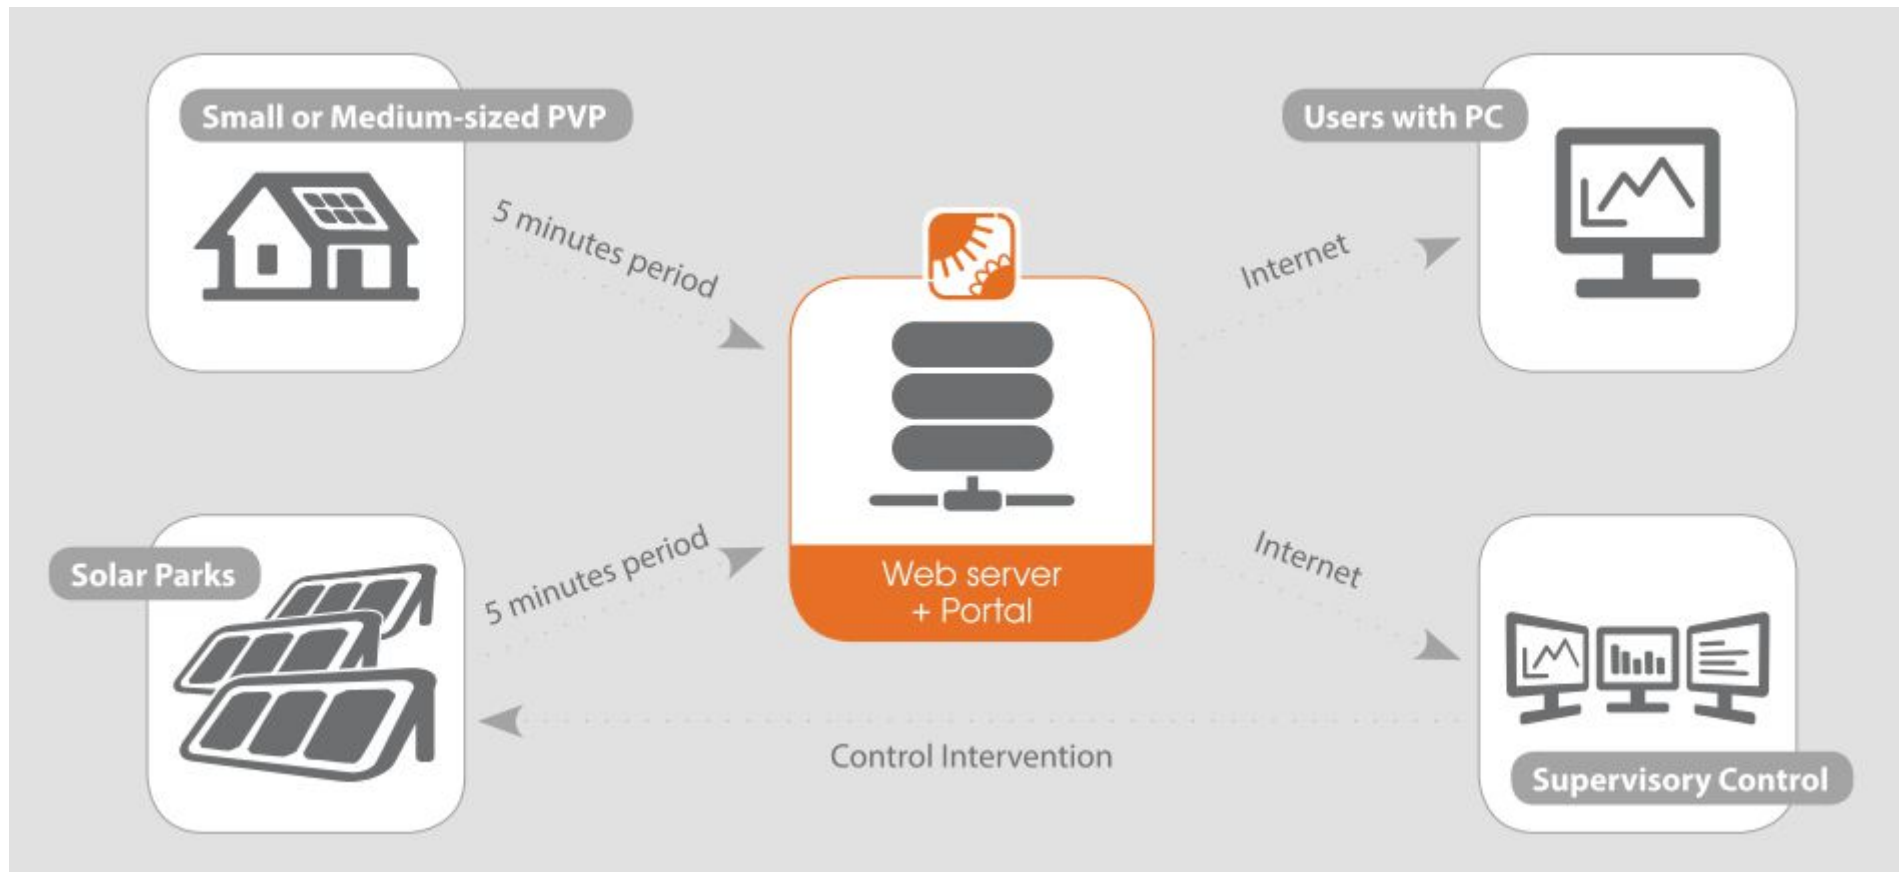 Small or Medium-sized PVP
Users with PC
5 minutes period
Internet
Solar Parks
5 minutes period
Web server
+ Portal
Internet
Control Intervention
Supervisory Control